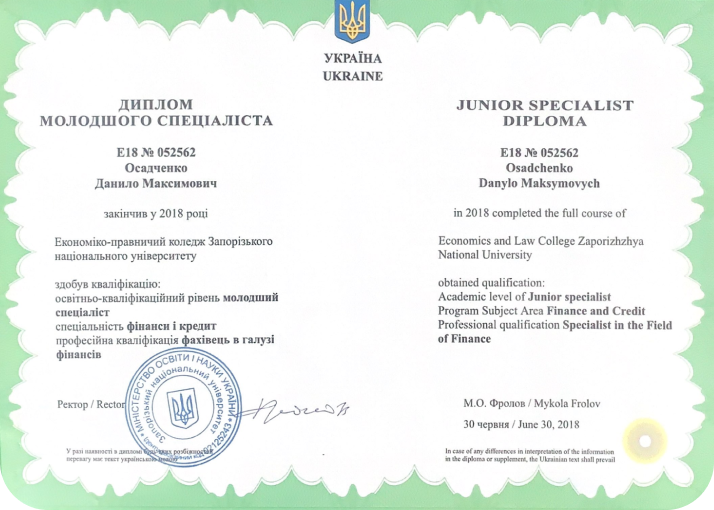 УКРАЇНА
UKRAINE
ДИПЛОМ
МОЛОДШОГО СПЕЦІАЛІСТА
Е18 № 052562
Осадченко
Данило Максимович
закінчив у 2018 році
Економіко-правничий коледж Запорізького
національного університету
здобув кваліфікацію:
освітньо-кваліфікаційний рівень молодший
спеціаліст
спеціальність фінанси і кредит
професійна кваліфікація фахівець в галузі
фінансів
Ректор / Rector
МІНІСТЕРСТВО ОСВІТИ І НАУКИ УКРАЇНИ
Запорізький національний університет
02125243
У разі наявності в дипломі розбіжностей
перевагу має текст українською мовою
JUNIOR SPECIALIST
DIPLOMA
E18 № 052562
Osadchenko
Danylo Maksymovych
in 2018 completed the full course of
Economics and Law College Zaporizhzhya
National University
obtained qualification:
Academic level of Junior specialist
Program Subject Area Finance and Credit
Professional qualification Specialist in the Field
of Finance
М.О. Фролов / Mykola Frolov
30 червня / June 30, 2018
In case of any differences in interpretation of the information
in the diploma or supplement, the Ukrainian text shall prevail